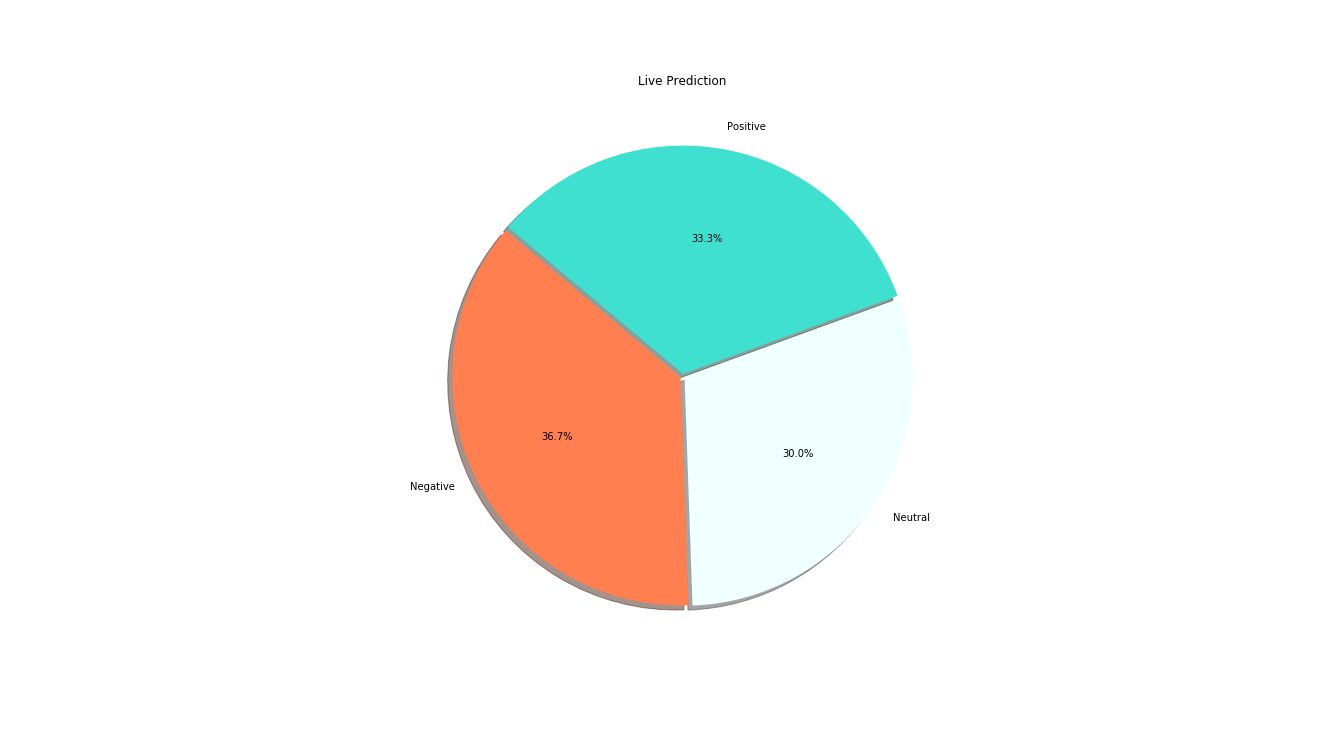 Live Prediction
Positive
33.3%
36.7%
30.0%
Negative
Neutral